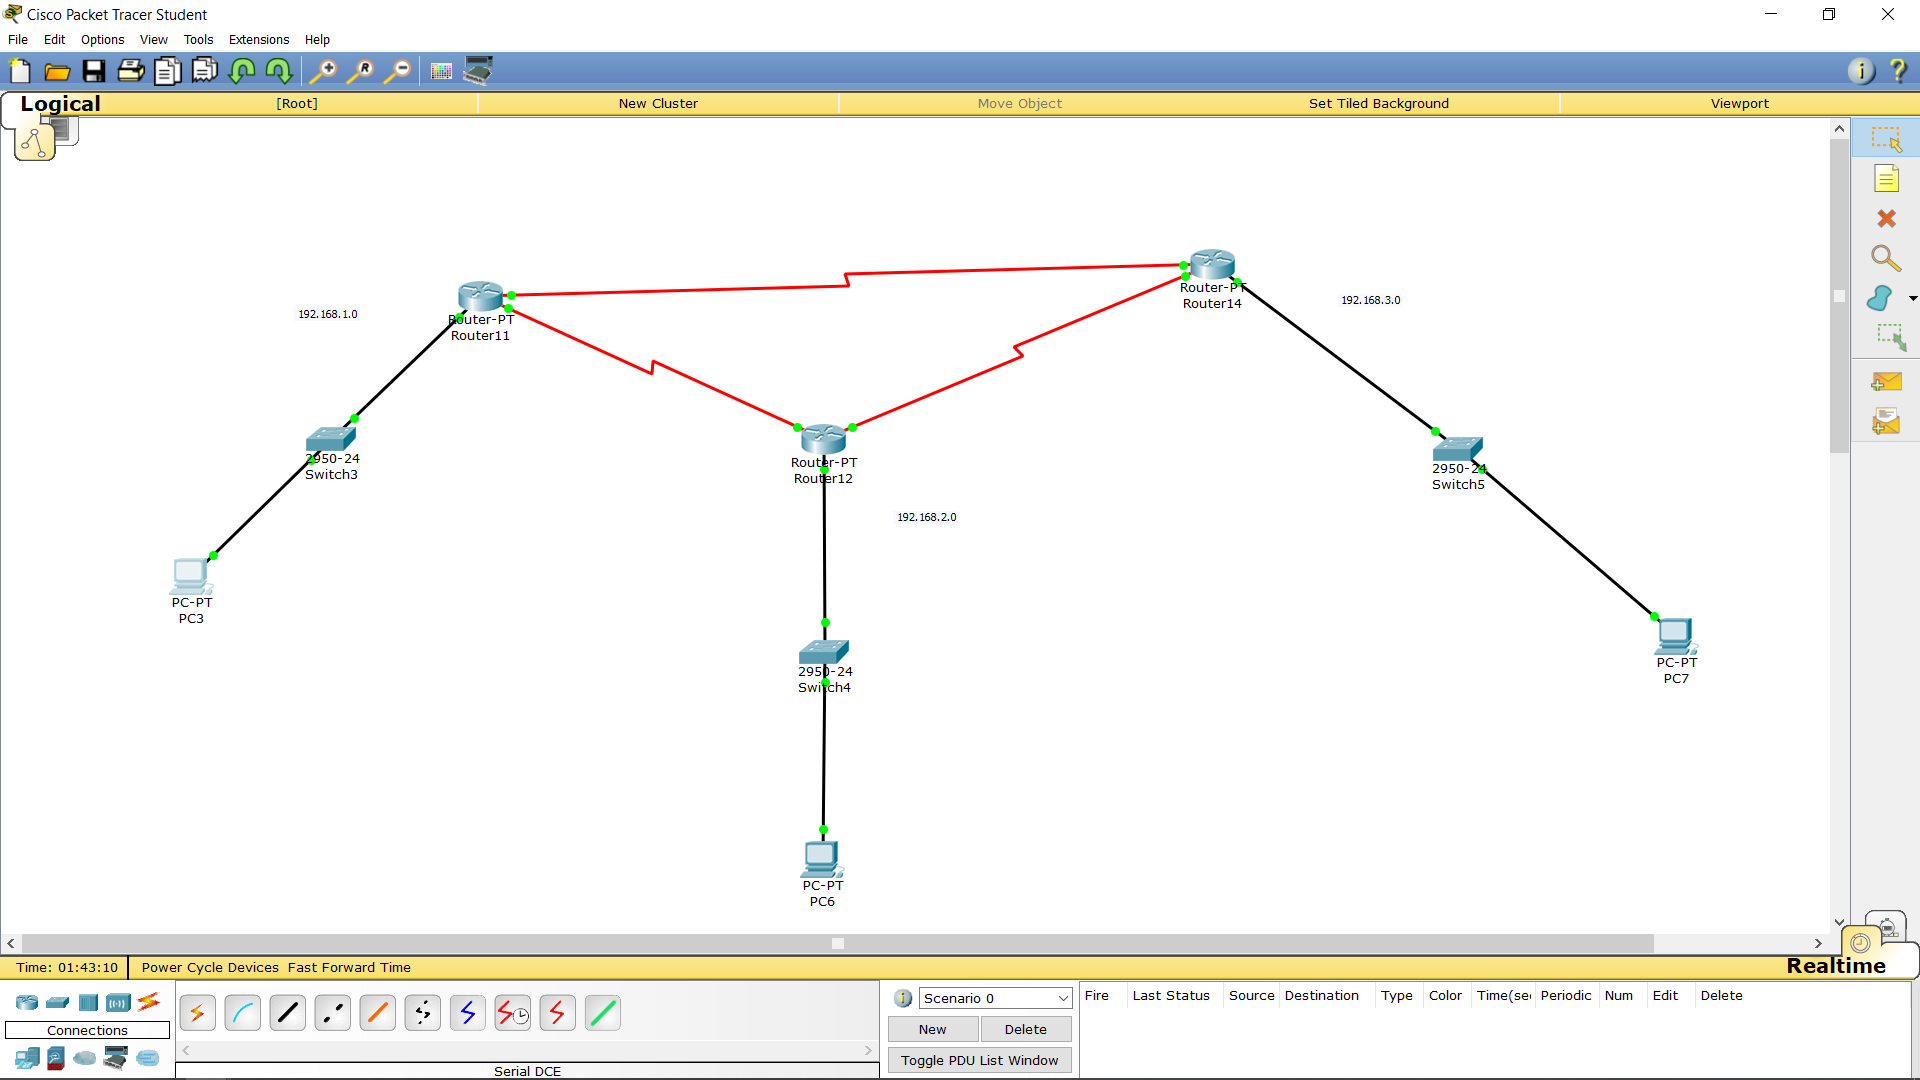 Cisco Packet Tracer Student
File Edit Options View Tools Extensions Help
Logical [Root] New Cluster Move Object Set Tiled Background Viewport
192.168.1.0
Router-PT
Router11
Router-PT
Router14
192.168.3.0
2950-24
Switch3
Router-PT
Router12
2950-24
Switch5
192.168.2.0
PC-PT
PC3
2950-24
Switch4
PC-PT
PC7
PC-PT
PC6
Time: 01:43:10 Power Cycle Devices Fast Forward Time Realtime
Connections
Serial DCE
Scenario 0
New Delete
Toggle PDU List Window
Fire Last Status Source Destination Type Color Time(sec Periodic Num Edit Delete